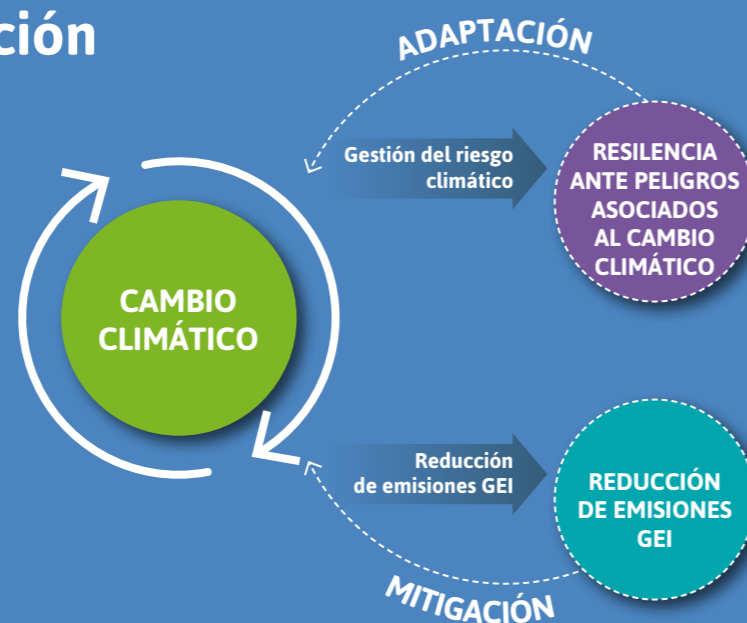 ción
ADAPTACIÓN
Gestión del riesgo
climático
RESILENCIA
ANTE PELIGROS
ASOCIADOS
AL CAMBIO
CLIMÁTICO
CAMBIO
CLIMÁTICO
Reducción
de emisiones GEI
REDUCCIÓN
DE EMISIONES
GEI
MITIGACIÓN